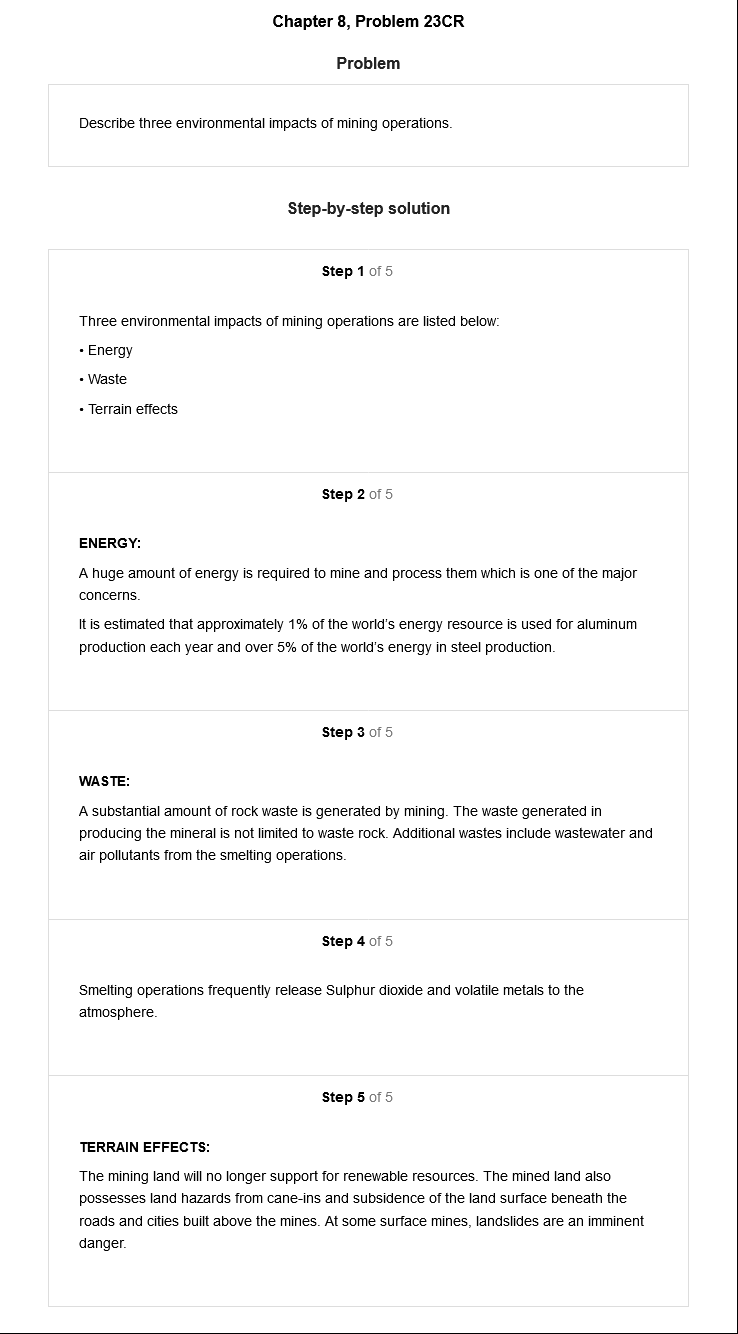 Chapter 8, Problem 23CR
Problem
Describe three environmental impacts of mining operations.
Step-by-step solution
Step 1 of 5
Three environmental impacts of mining operations are listed below:
• Energy
• Waste
• Terrain effects
Step 2 of 5
ENERGY:
A huge amount of energy is required to mine and process them which is one of the major
concerns.
It is estimated that approximately 1% of the world's energy resource is used for aluminum
production each year and over 5% of the world's energy in steel production.
Step 3 of 5
WASTE:
A substantial amount of rock waste is generated by mining. The waste generated in
producing the mineral is not limited to waste rock. Additional wastes include wastewater and
air pollutants from the smelting operations.
Step 4 of 5
Smelting operations frequently release Sulphur dioxide and volatile metals to the
atmosphere.
Step 5 of 5
TERRAIN EFFECTS:
The mining land will no longer support for renewable resources. The mined land also
possesses land hazards from cane-ins and subsidence of the land surface beneath the
roads and cities built above the mines. At some surface mines, landslides are an imminent
danger.